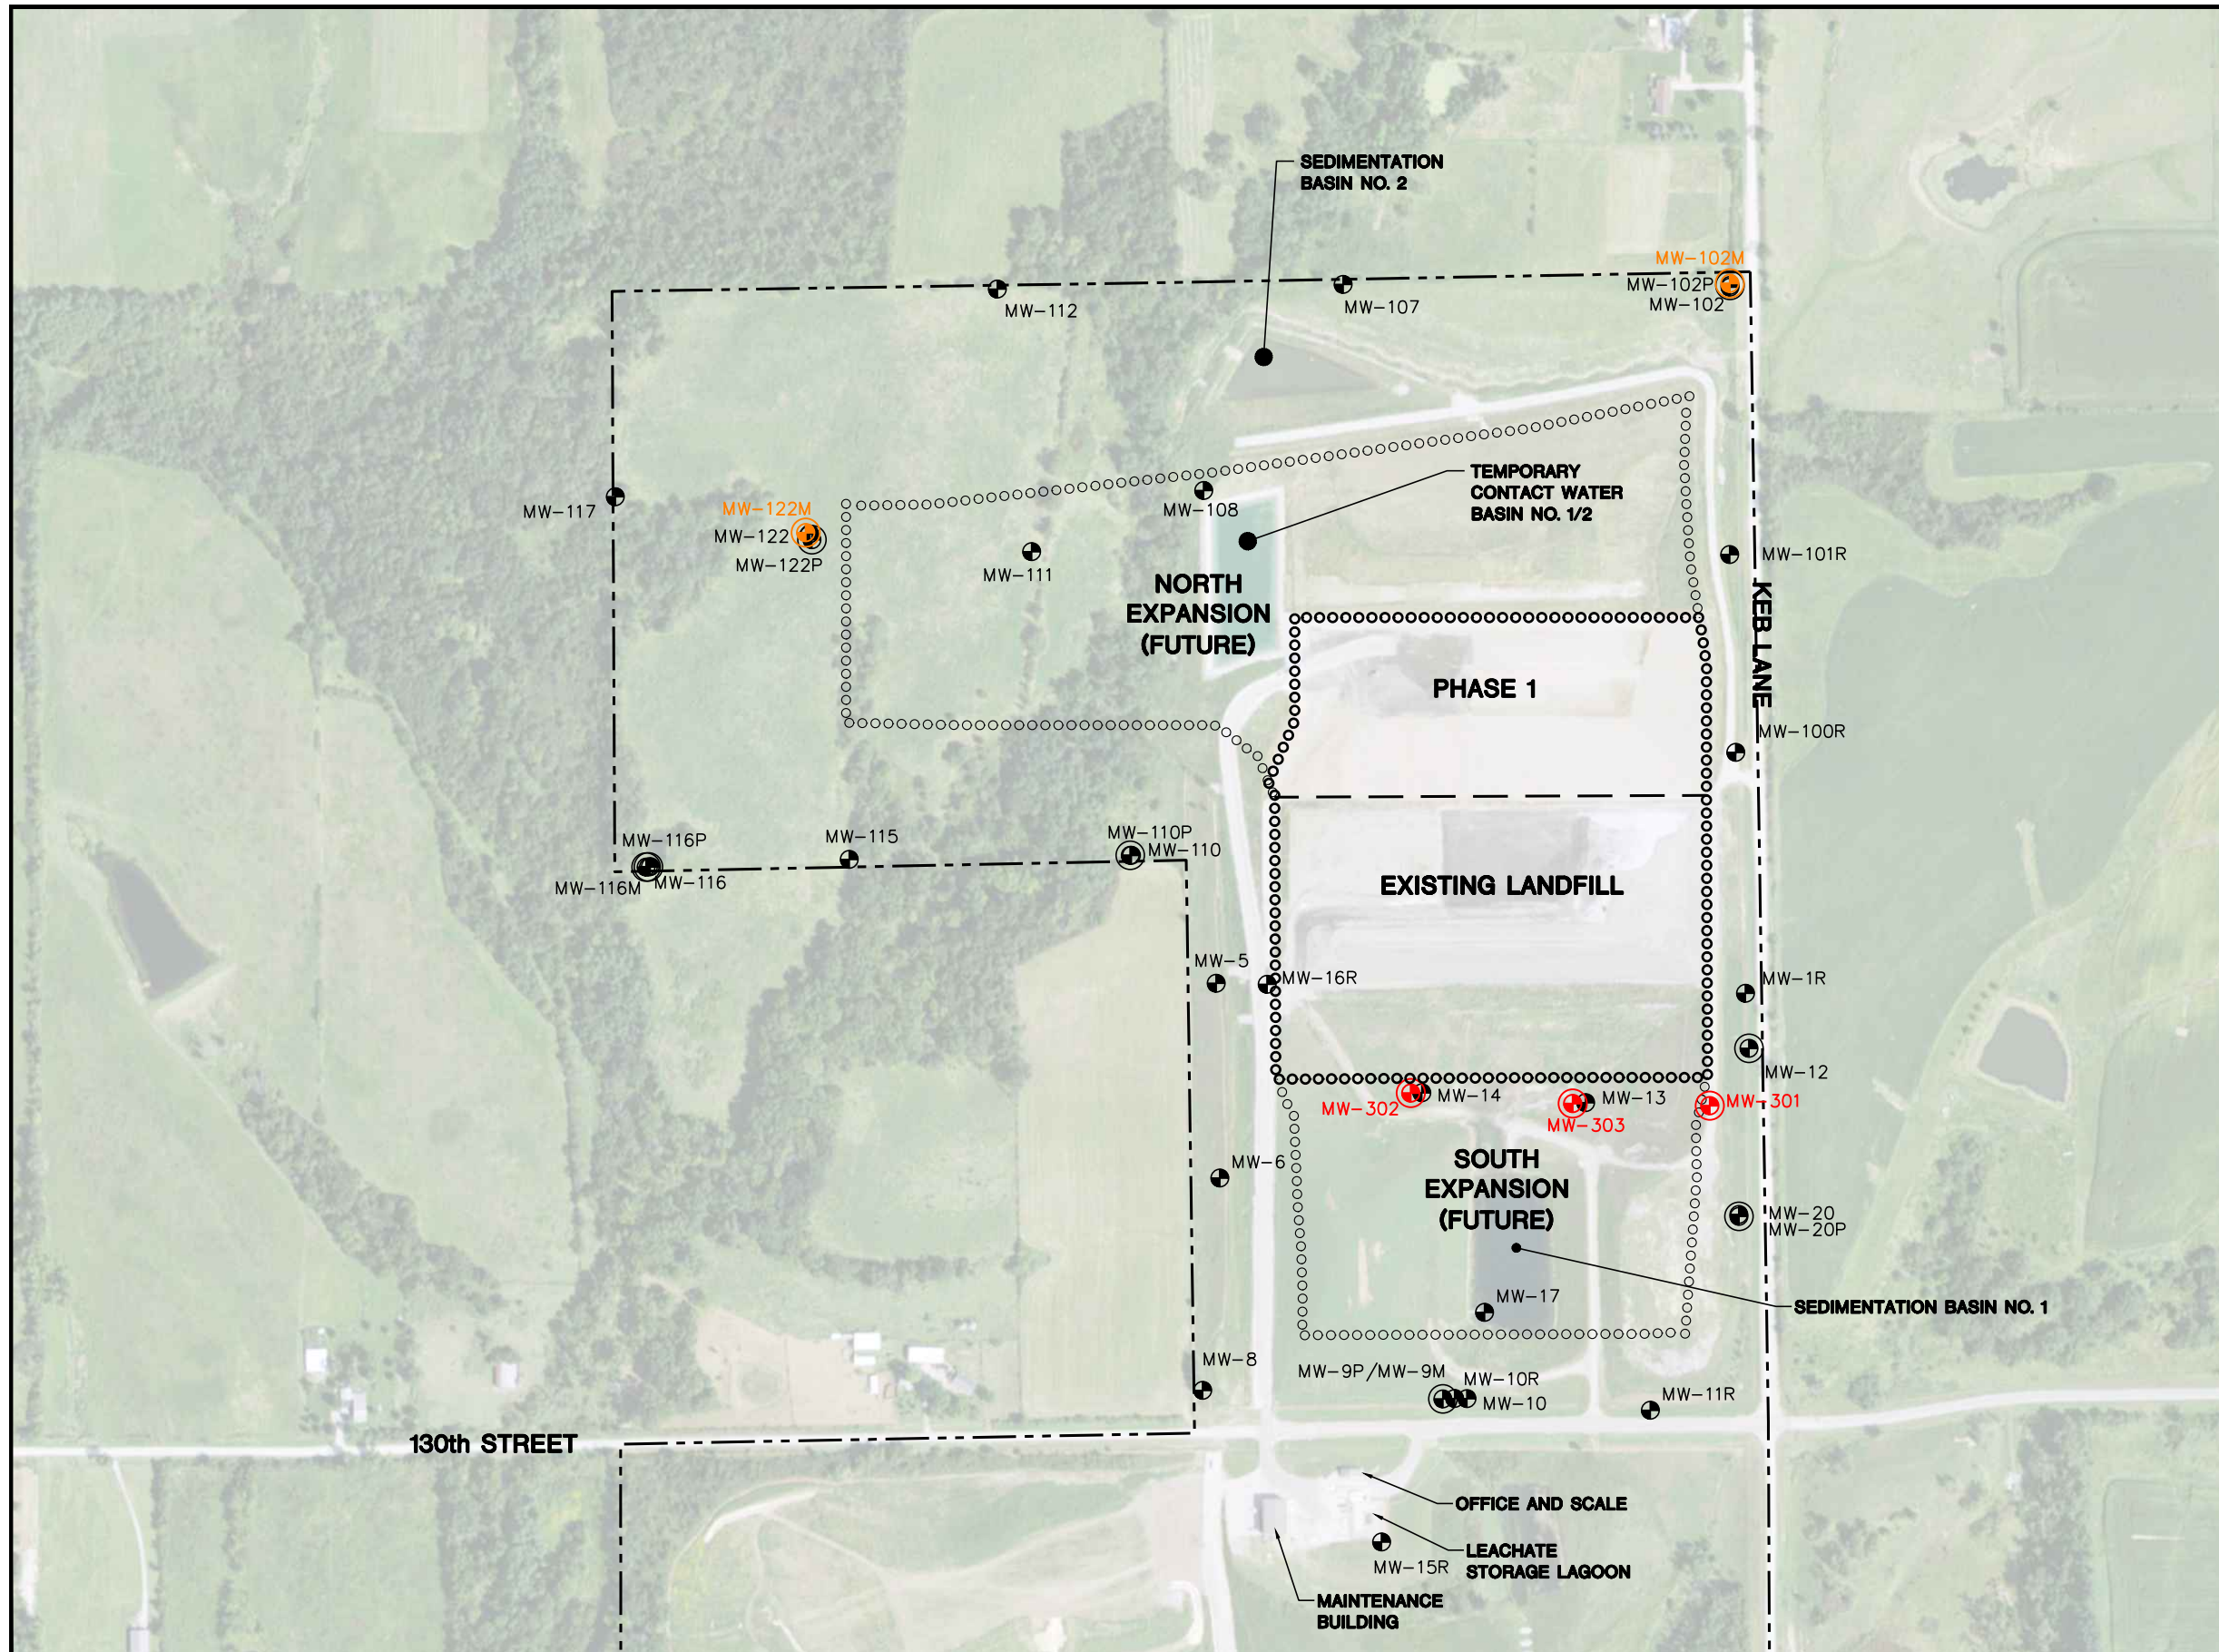 SEDIMENTATION
BASIN NO. 2
MW-102M
MW-102P
MW-102
MW-112
MW-107
TEMPORARY
CONTACT WATER
BASIN NO. 1/2
MW-117
MW-122M
MW-122
MW-122P
MW-108
MW-111
MW-101R
NORTH
EXPANSION
(FUTURE)
KEB LANE
PHASE 1
MW-100R
MW-116P
MW-115
MW-110P
MW-110
MW-116M
MW-116
EXISTING LANDFILL
MW-5
MW-16R
MW-1R
MW-12
MW-14
MW-302
MW-13
MW-303
MW-301
MW-6
SOUTH
EXPANSION
(FUTURE)
MW-20
MW-20P
MW-17
SEDIMENTATION BASIN NO. 1
MW-8
MW-9P/MW-9M
MW-10R
MW-10
MW-11R
130th STREET
OFFICE AND SCALE
MW-15R
LEACHATE
STORAGE LAGOON
MAINTENANCE
BUILDING